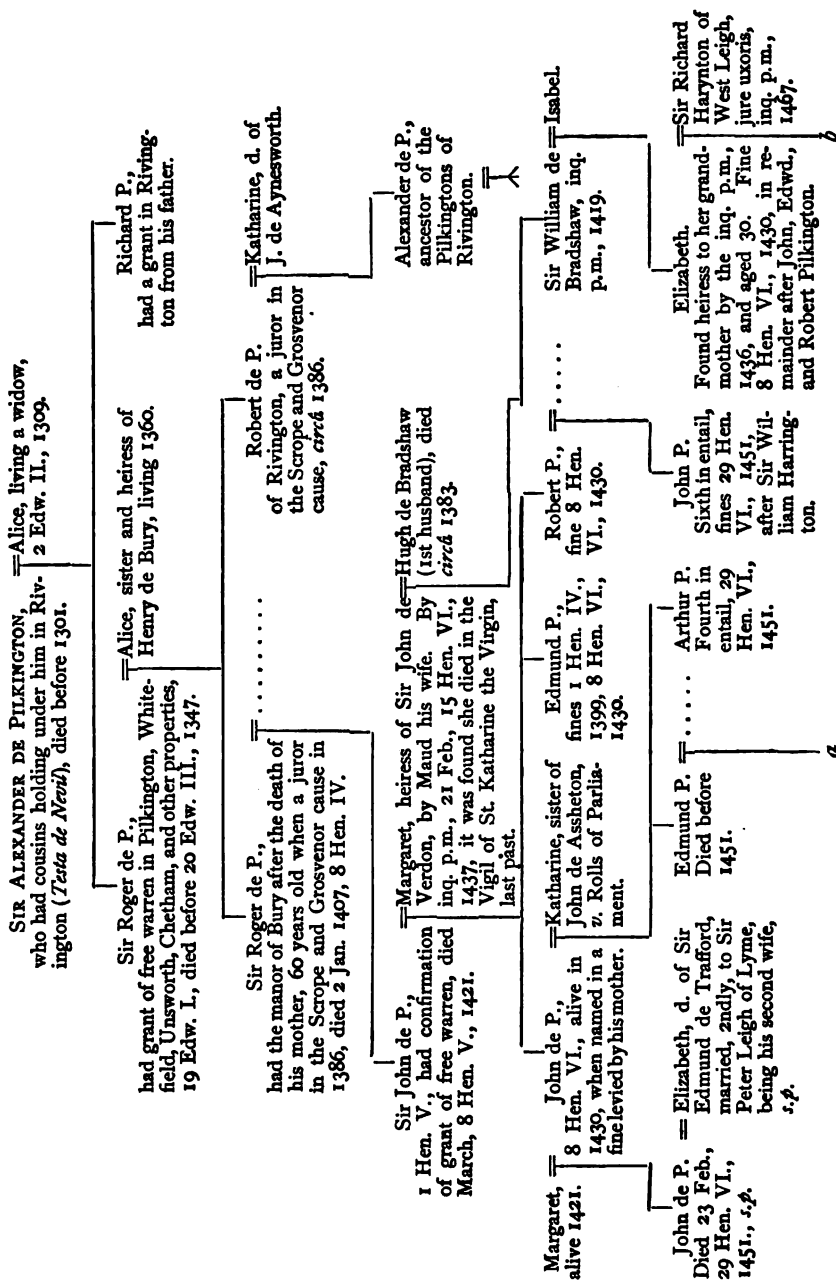 SIR ALEXANDER DE PILKINGTON,
who had cousins holding under him in Riv-
ington (Testa de Nevil), died before 1301.
=Alice, living a widow,
2 Edw. II., 1309.
Sir Roger de P.,
had grant of free warren in Pilkington, White-
field, Unsworth, Chetham, and other properties,
19 Edw. I., died before 20 Edw. III., 1347.
=Alice, sister and heiress of
Henry de Bury, living 1360.
Richard P.,
had a grant in Riving-
ton from his father.
Sir Roger de P.,
had the manor of Bury after the death of
his mother, 60 years old when a juror
in the Scrope and Grosvenor cause in
1386, died 2 Jan. 1407, 8 Hen. IV.
=..........
Robert de P.
of Rivington, a juror in
the Scrope and Grosvenor
cause, circâ 1386.
=Katharine, d. of
J. de Aynesworth.
Sir John de P.,
1 Hen. V., had confirmation
of grant of free warren, died
March, 8 Hen. V., 1421.
=Margaret, heiress of Sir John de
Verdon, by Maud his wife. By
inq. p.m., 21 Feb., 15 Hen. VI.,
1437, it was found she died in the
Vigil of St. Katharine the Virgin,
last past.
=Hugh de Bradshaw
(1st husband), died
circâ 1383.
Alexander de P.,
ancestor of the
Pilkingtons of
Rivington.
=
Margaret,
alive 1421.
=
John de P.,
8 Hen. VI., alive in
1430, when named in a
fine levied by his mother.
=Katharine, sister of
John de Assheton,
v. Rolls of Parlia-
ment.
Edmund P.,
fines 1 Hen. IV.,
1399, 8 Hen. VI.,
1430.
Robert P.,
fine 8 Hen.
VI., 1430.
=.....
Sir William de
Bradshaw, inq.
p.m., 1419.
=Isabel.
John de P.
Died 23 Feb.,
29 Hen. VI.,
1451., s.p.
= Elizabeth, d. of Sir
Edmund de Trafford,
married, 2ndly, to Sir
Peter Leigh of Lyme,
being his second wife,
s.p.
Edmund P.
Died before
1451.
=.....
Arthur P.
Fourth in
entail, 29
Hen. VI.,
1451.
John P.
Sixth in entail,
fines 29 Hen.
VI., 1451,
after Sir Wil-
liam Harring-
ton.
Elizabeth.
Found heiress to her grand-
mother by the inq. p.m.,
1436, and aged 30. Fine
8 Hen. VI., 1430, in re-
mainder after John, Edwd.,
and Robert Pilkington.
=Sir Richard
Harynton of
West Leigh,
jure uxoris,
inq. p.m.,
1467.
a
b